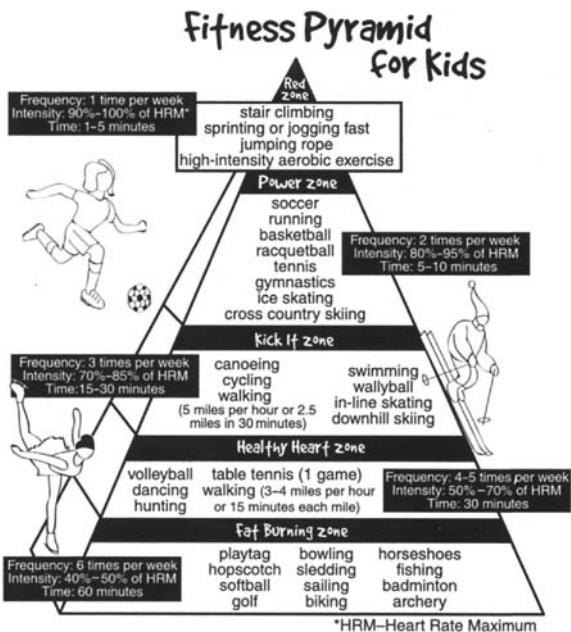 Fitness Pyramid
for Kids
Red
zone
Frequency: 1 time per week
Intensity: 90%–100% of HRM*
Time: 1–5 minutes
stair climbing
sprinting or jogging fast
jumping rope
high-intensity aerobic exercise
Power zone
soccer
running
basketball
racquetball
tennis
gymnastics
ice skating
cross country skiing
Frequency: 2 times per week
Intensity: 80%–95% of HRM
Time: 5–10 minutes
Kick It zone
Frequency: 3 times per week
Intensity: 70%–85% of HRM
Time:15–30 minutes
canoeing
cycling
walking
(5 miles per hour or 2.5
miles in 30 minutes)
swimming
wallyball
in-line skating
downhill skiing
Healthy Heart zone
volleyball
dancing
hunting
table tennis (1 game)
walking (3–4 miles per hour
or 15 minutes each mile)
Frequency: 4-5 times per week
Intensity: 50%–70% of HRM
Time: 30 minutes
Fat Burning zone
Frequency: 6 times per week
Intensity: 40%–50% of HRM
Time: 60 minutes
playtag
hopscotch
softball
golf
bowling
sledding
sailing
biking
horseshoes
fishing
badminton
archery
*HRM–Heart Rate Maximum